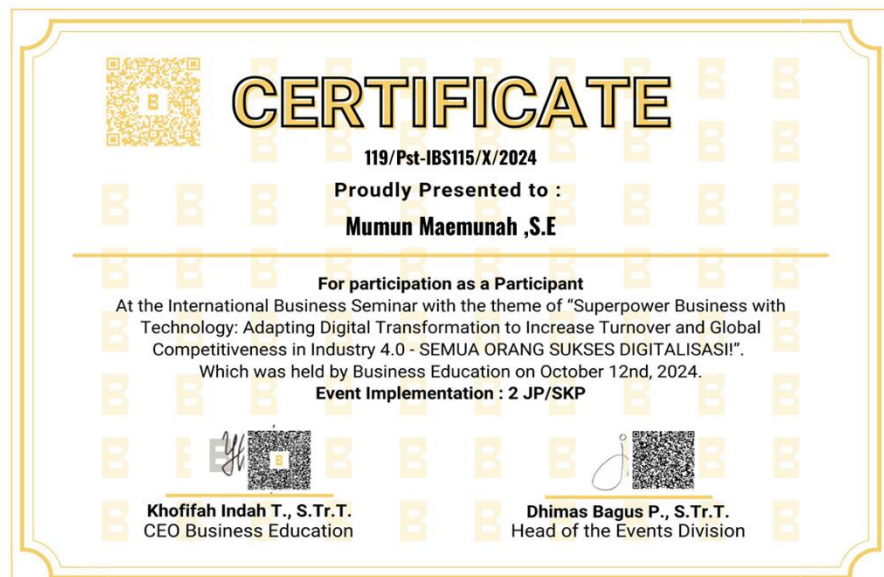 CERTIFICATE
119/Pst-IBS115/X/2024
Proudly Presented to :
Mumun Maemunah ,S.E
For participation as a Participant
At the International Business Seminar with the theme of “Superpower Business with
Technology: Adapting Digital Transformation to Increase Turnover and Global
Competitiveness in Industry 4.0 - SEMUA ORANG SUKSES DIGITALISASI!”.
Which was held by Business Education on October 12nd, 2024.
Event Implementation : 2 JP/SKP
Khofifah Indah T., S.Tr.T.
CEO Business Education
Dhimas Bagus P., S.Tr.T.
Head of the Events Division